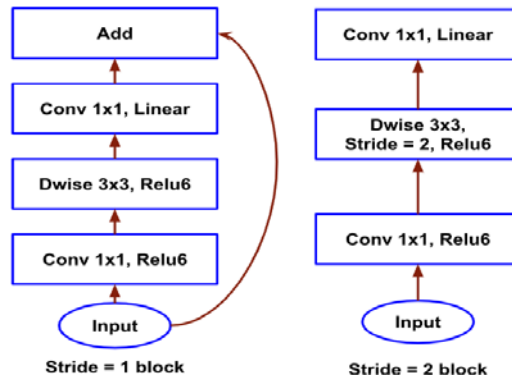 Add
Conv 1x1, Linear
Dwise 3x3, Relu6
Conv 1x1, Relu6
Input
Stride = 1 block
Conv 1x1, Linear
Dwise 3x3,
Stride = 2, Relu6
Conv 1x1, Relu6
Input
Stride = 2 block